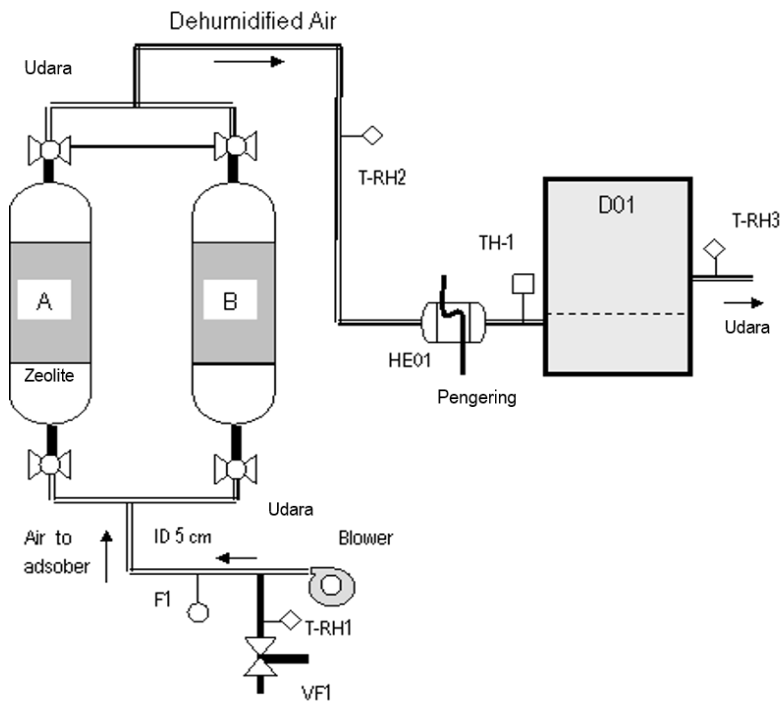 Dehumidified Air
Udara
T-RH2
D01
TH-1
T-RH3
A
B
HE01
Udara
Zeolite
Pengering
Udara
Air to
adsober
ID 5 cm
Blower
F1
T-RH1
VF1